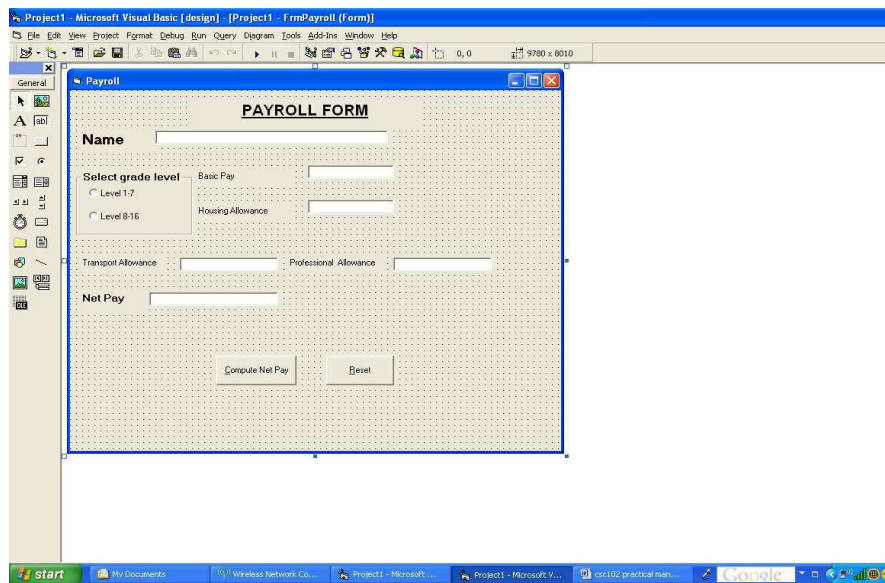 Project1 - Microsoft Visual Basic [design] - [Project1 - FrmPayroll (Form)]
File Edit View Project Format Debug Run Query Diagram Tools Add-Ins Window Help
0, 0 9780 x 8010
General
Payroll
PAYROLL FORM
Name
Select grade level
Basic Pay
Level 1-7
Level 8-16
Housing Allowance
Transport Allowance Professional Allowance
Net Pay
Compute Net Pay Reset
start My Documents Wireless Network Co... Project1 - Microsoft ... Project1 - Microsoft V... csc102 practical man... Google